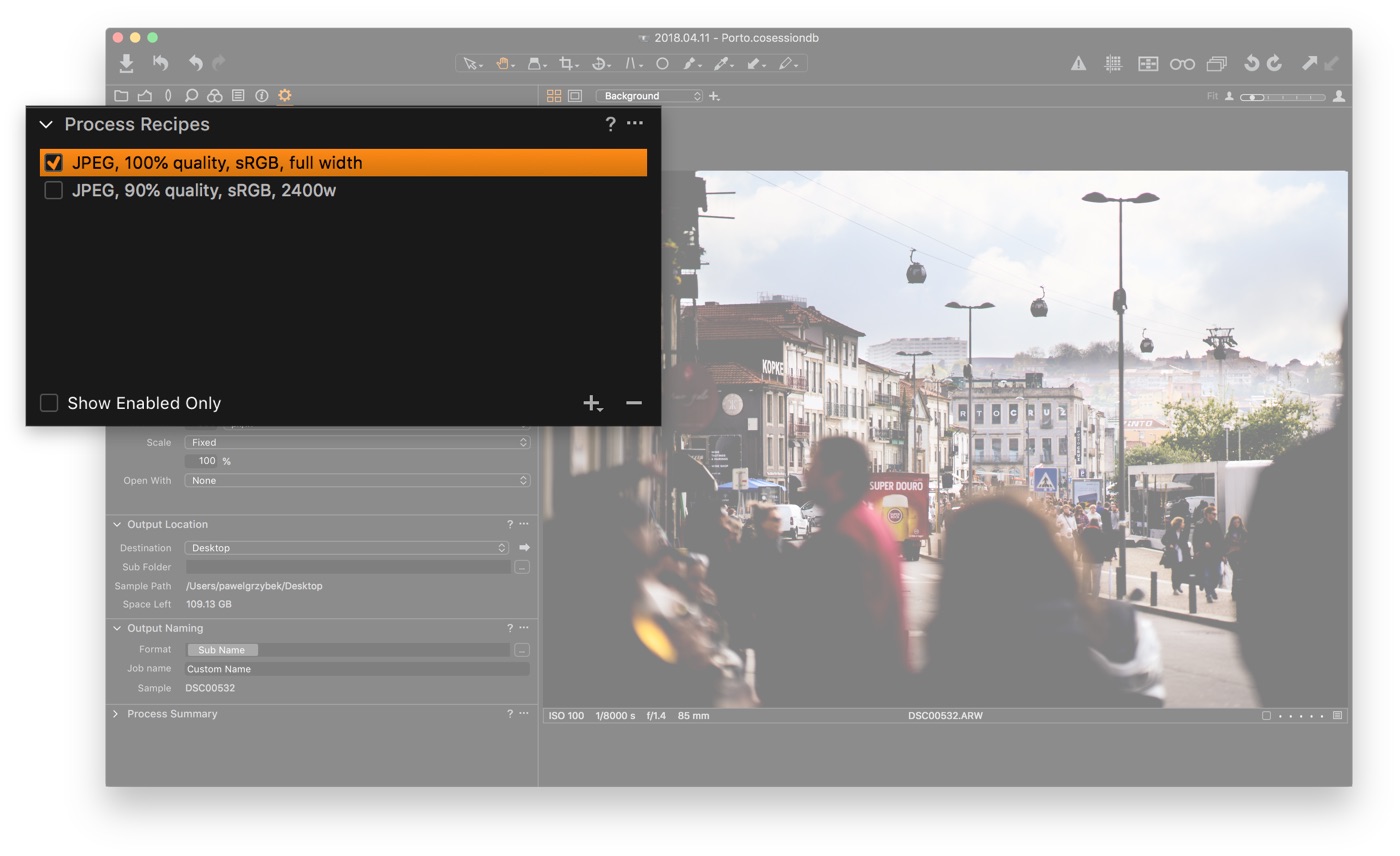 2018.04.11 - Porto.cosessiondb
Background
Fit
Process Recipes
?
JPEG, 100% quality, sRGB, full width
JPEG, 90% quality, sRGB, 2400w
Show Enabled Only
Scale
Fixed
100 %
Open With
None
Output Location
?
Destination
Desktop
Sub Folder
Sample Path
/Users/pawelgrzybek/Desktop
Space Left
109.13 GB
Output Naming
?
Format
Sub Name
Job name
Custom Name
Sample
DSC00532
Process Summary
?
KOPKE
RTOCRUZ
SUPER DOURO
ISO 100 1/8000 s f/1.4 85 mm
DSC00532.ARW